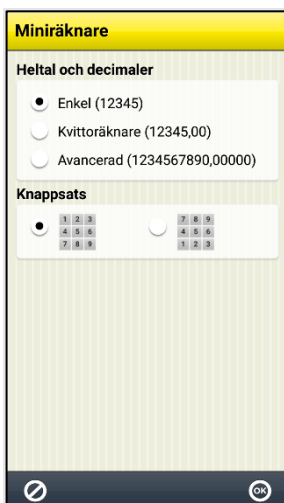 Miniräknare
Heltal och decimaler
Enkel (12345)
Kvittoräknare (12345,00)
Avancerad (1234567890,00000)
Knappsats
1 2 3 7 8 9
4 5 6 4 5 6
7 8 9 1 2 3
OK